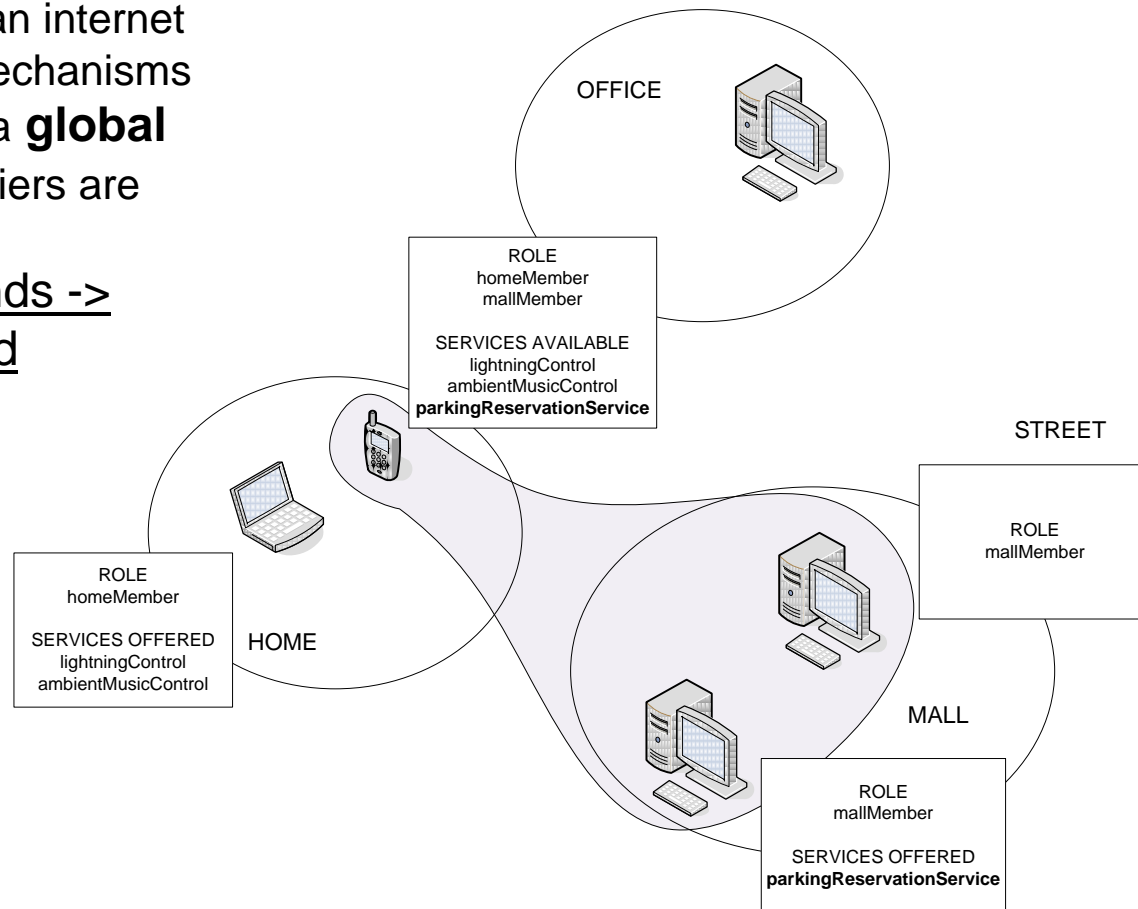 an internet
echanisms
a global
iers are
nds ->
d
OFFICE
ROLE
homeMember
mallMember
SERVICES AVAILABLE
lightningControl
ambientMusicControl
parkingReservationService
STREET
ROLE
mallMember
ROLE
homeMember
SERVICES OFFERED
lightningControl
ambientMusicControl
HOME
MALL
ROLE
mallMember
SERVICES OFFERED
parkingReservationService